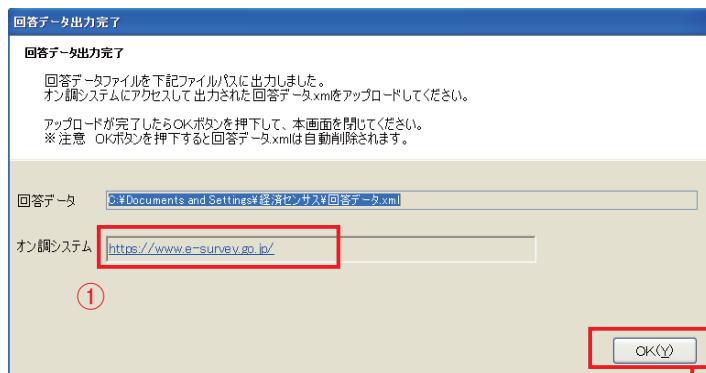 回答データ出力完了
回答データ出力完了
回答データファイルを下記ファイルパスに出力しました。
オン調システムにアクセスして出力された回答データ.xmlをアップロードしてください。
アップロードが完了したらOKボタンを押下して、本画面を閉じてください。
※注意 OKボタンを押下すると回答データ.xmlは自動削除されます。
回答データ C:¥Documents and Settings¥経済センサス¥回答データ.xml
オン調システム https://www.e-survey.go.jp/
①
OK(Y)